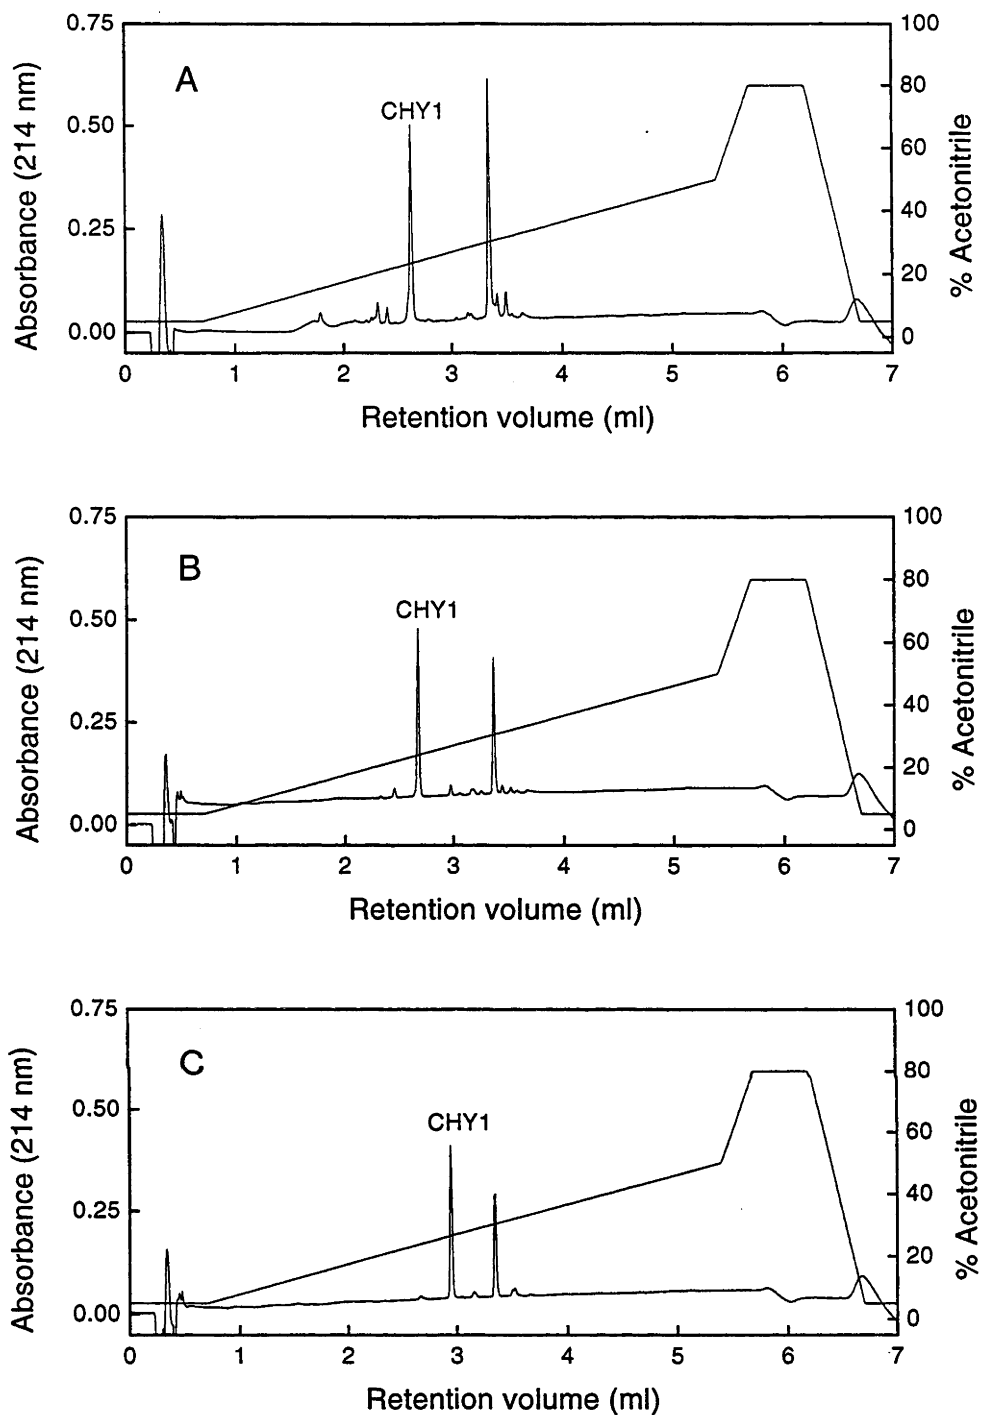 A
CHY1
0.75
0.50
0.25
0.00
Absorbance (214 nm)
100
80
60
40
20
0
% Acetonitrile
0 1 2 3 4 5 6 7
Retention volume (ml)
B
CHY1
0.75
0.50
0.25
0.00
Absorbance (214 nm)
100
80
60
40
20
0
% Acetonitrile
0 1 2 3 4 5 6 7
Retention volume (ml)
C
CHY1
0.75
0.50
0.25
0.00
Absorbance (214 nm)
100
80
60
40
20
0
% Acetonitrile
0 1 2 3 4 5 6 7
Retention volume (ml)